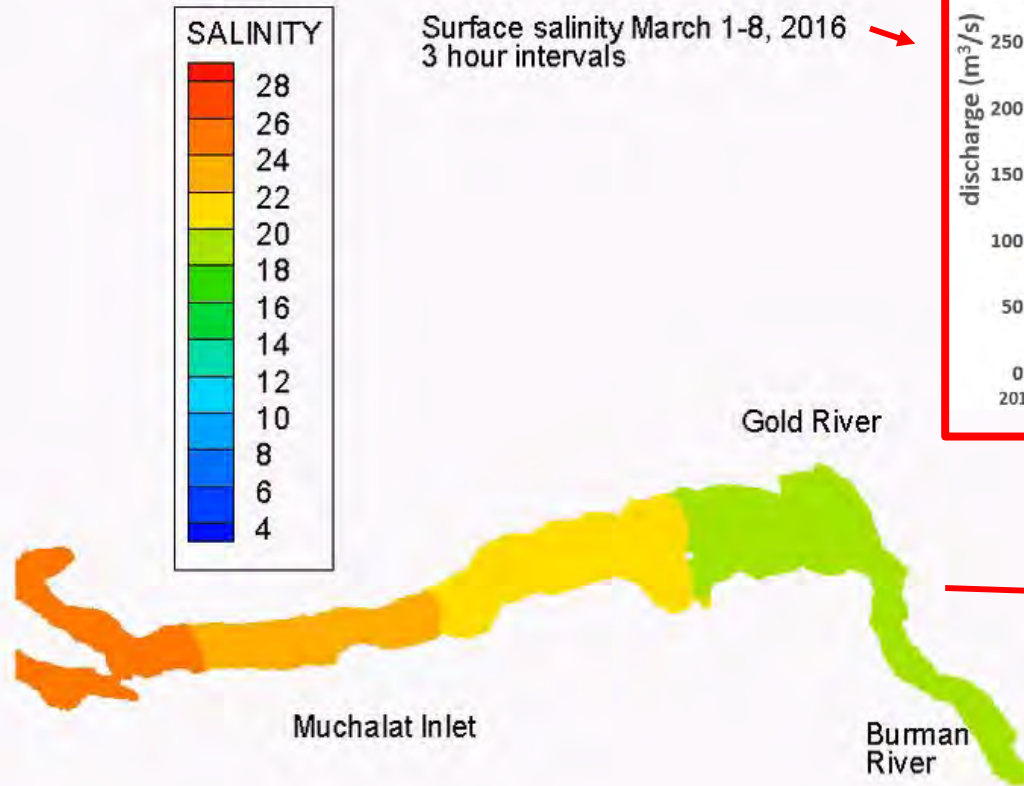 SALINITY
28
26
24
22
20
18
16
14
12
10
8
6
4
Surface salinity March 1-8, 2016
3 hour intervals
discharge (m³/s)
250
200
150
100
50
0
201
Gold River
Muchalat Inlet
Burman
River